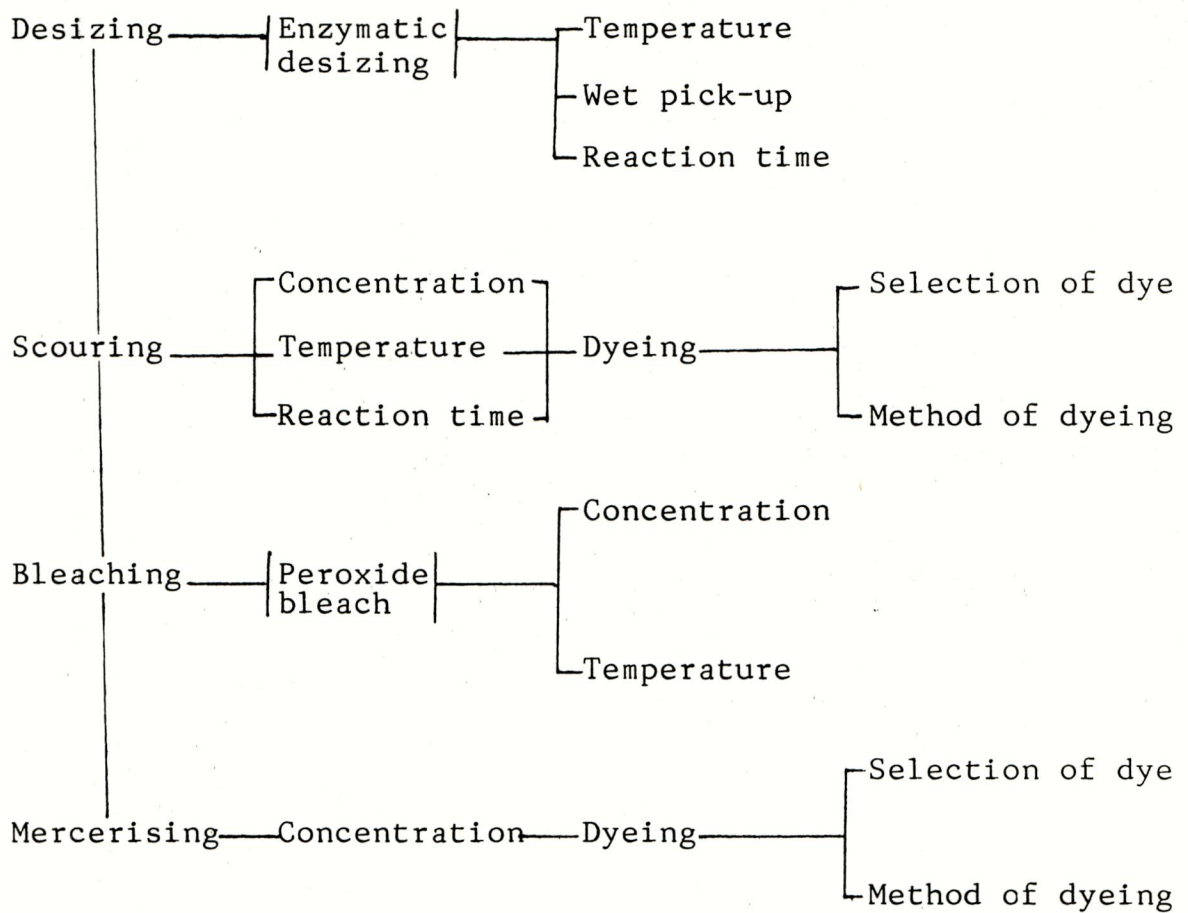 Desizing Enzymatic Temperature
desizing
Wet pick-up
Reaction time
Concentration Selection of dye
Scouring Temperature Dyeing
Reaction time Method of dyeing
Concentration
Bleaching Peroxide
bleach
Temperature
Selection of dye
Mercerising Concentration Dyeing
Method of dyeing